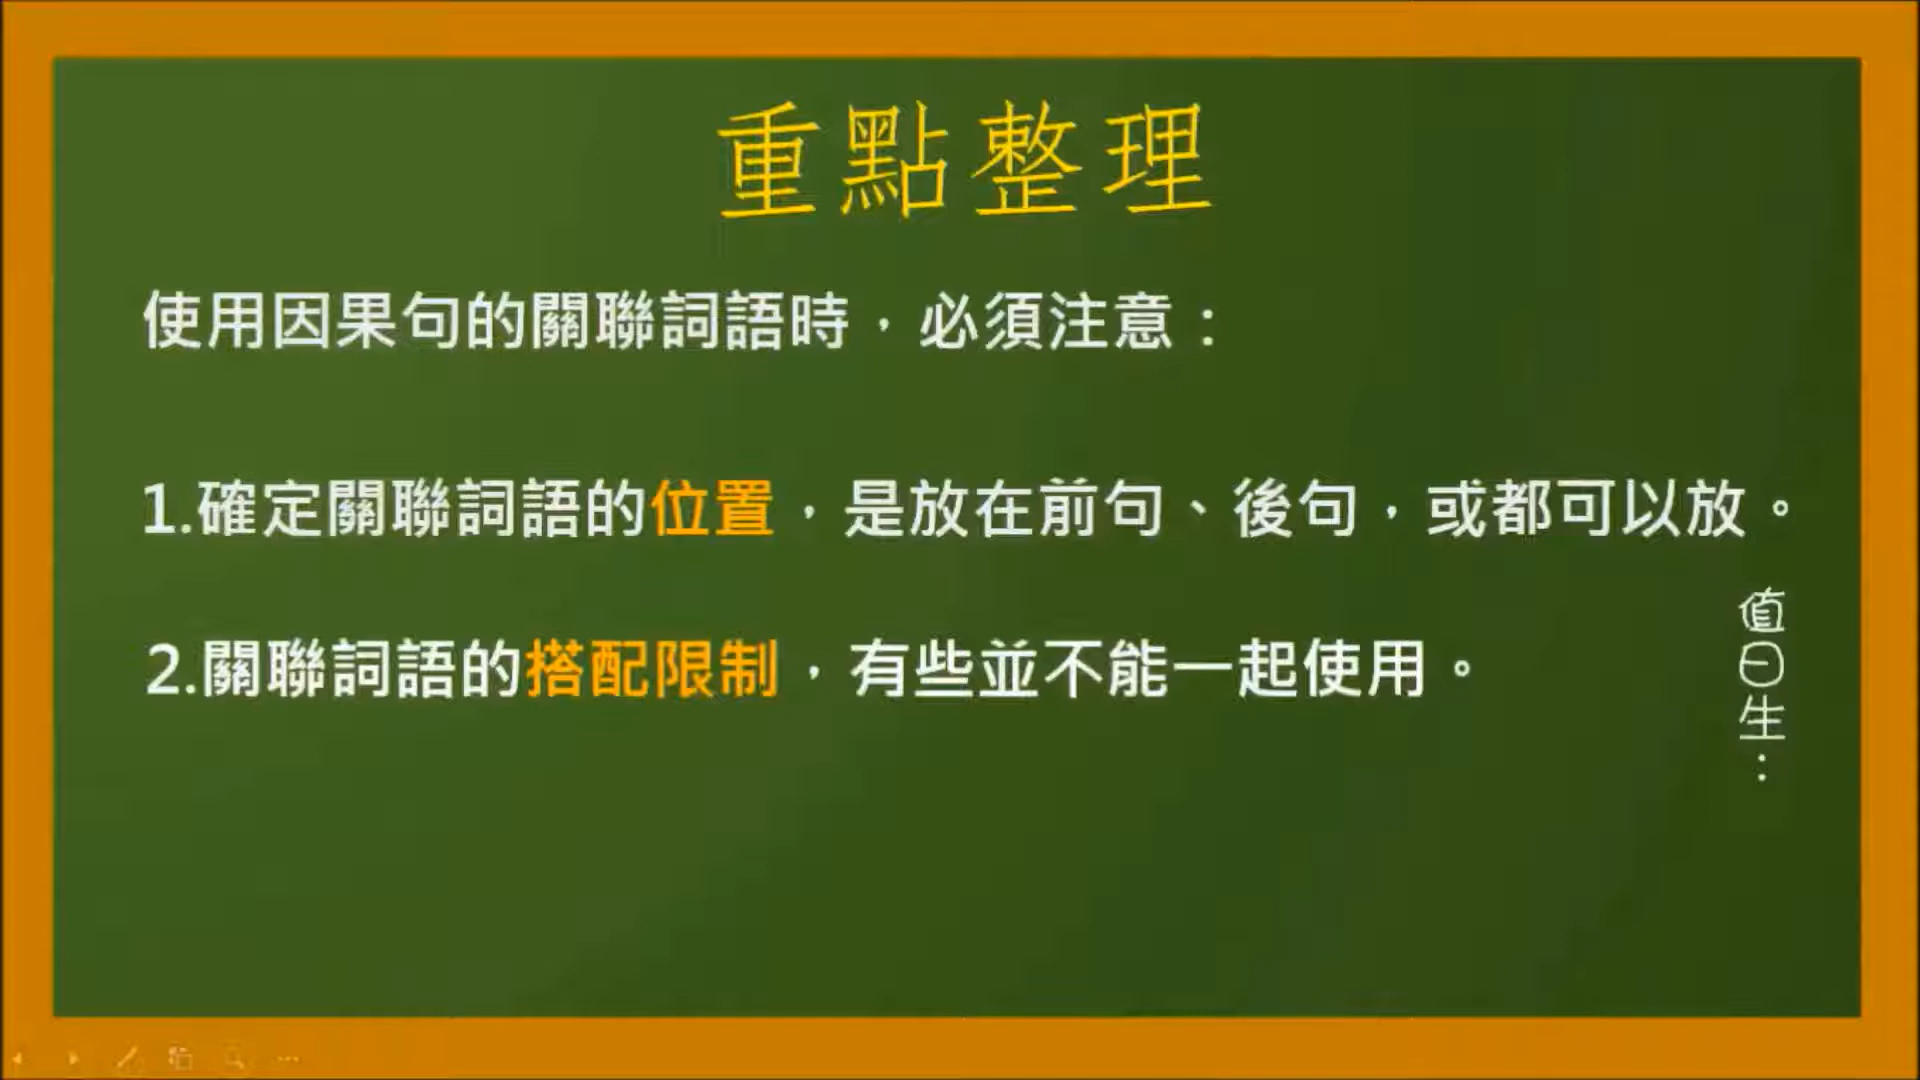 重點整理
使用因果句的關聯詞語時，必須注意：
1.確定關聯詞語的位置，是放在前句、後句，或都可以放。
2.關聯詞語的搭配限制，有些並不能一起使用。
值日生：